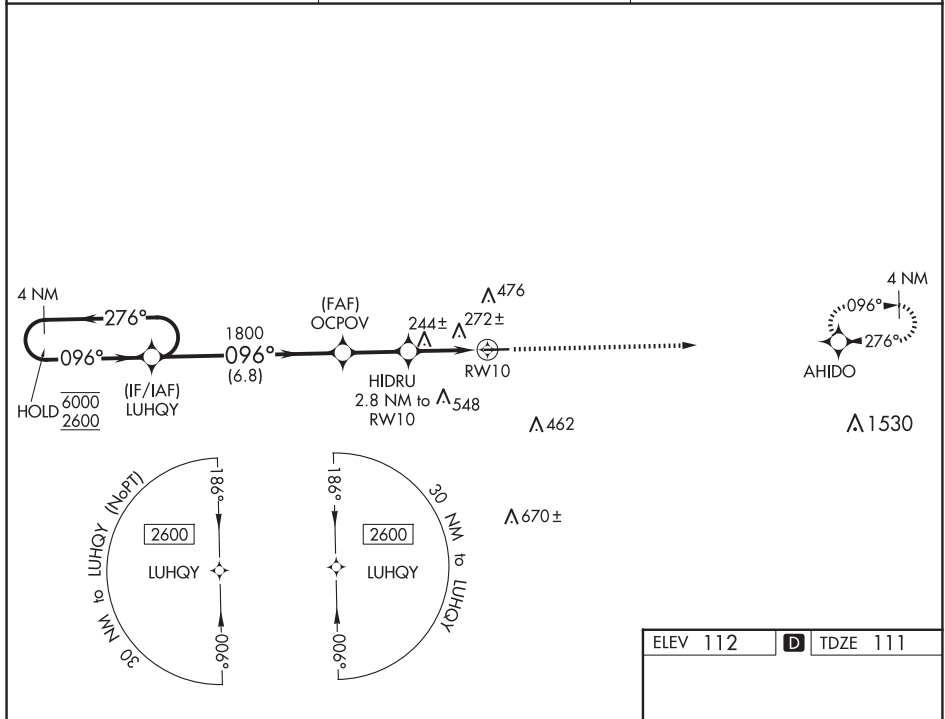 4 NM
276°
096°
HOLD
6000
2600
(IF/IAF)
LUHQY
1800
096°
(6.8)
(FAF)
OCPOV
244±
272±
476
HIDRU
2.8 NM to
RW10
548
RW10
462
4 NM
096°
276°
AHIDO
1530
670±
30 NM to LUHQY (NoPT)
186°
2600
LUHQY
006°
186°
2600
LUHQY
006°
30 NM to LUHQY
ELEV 112
D
TDZE 111